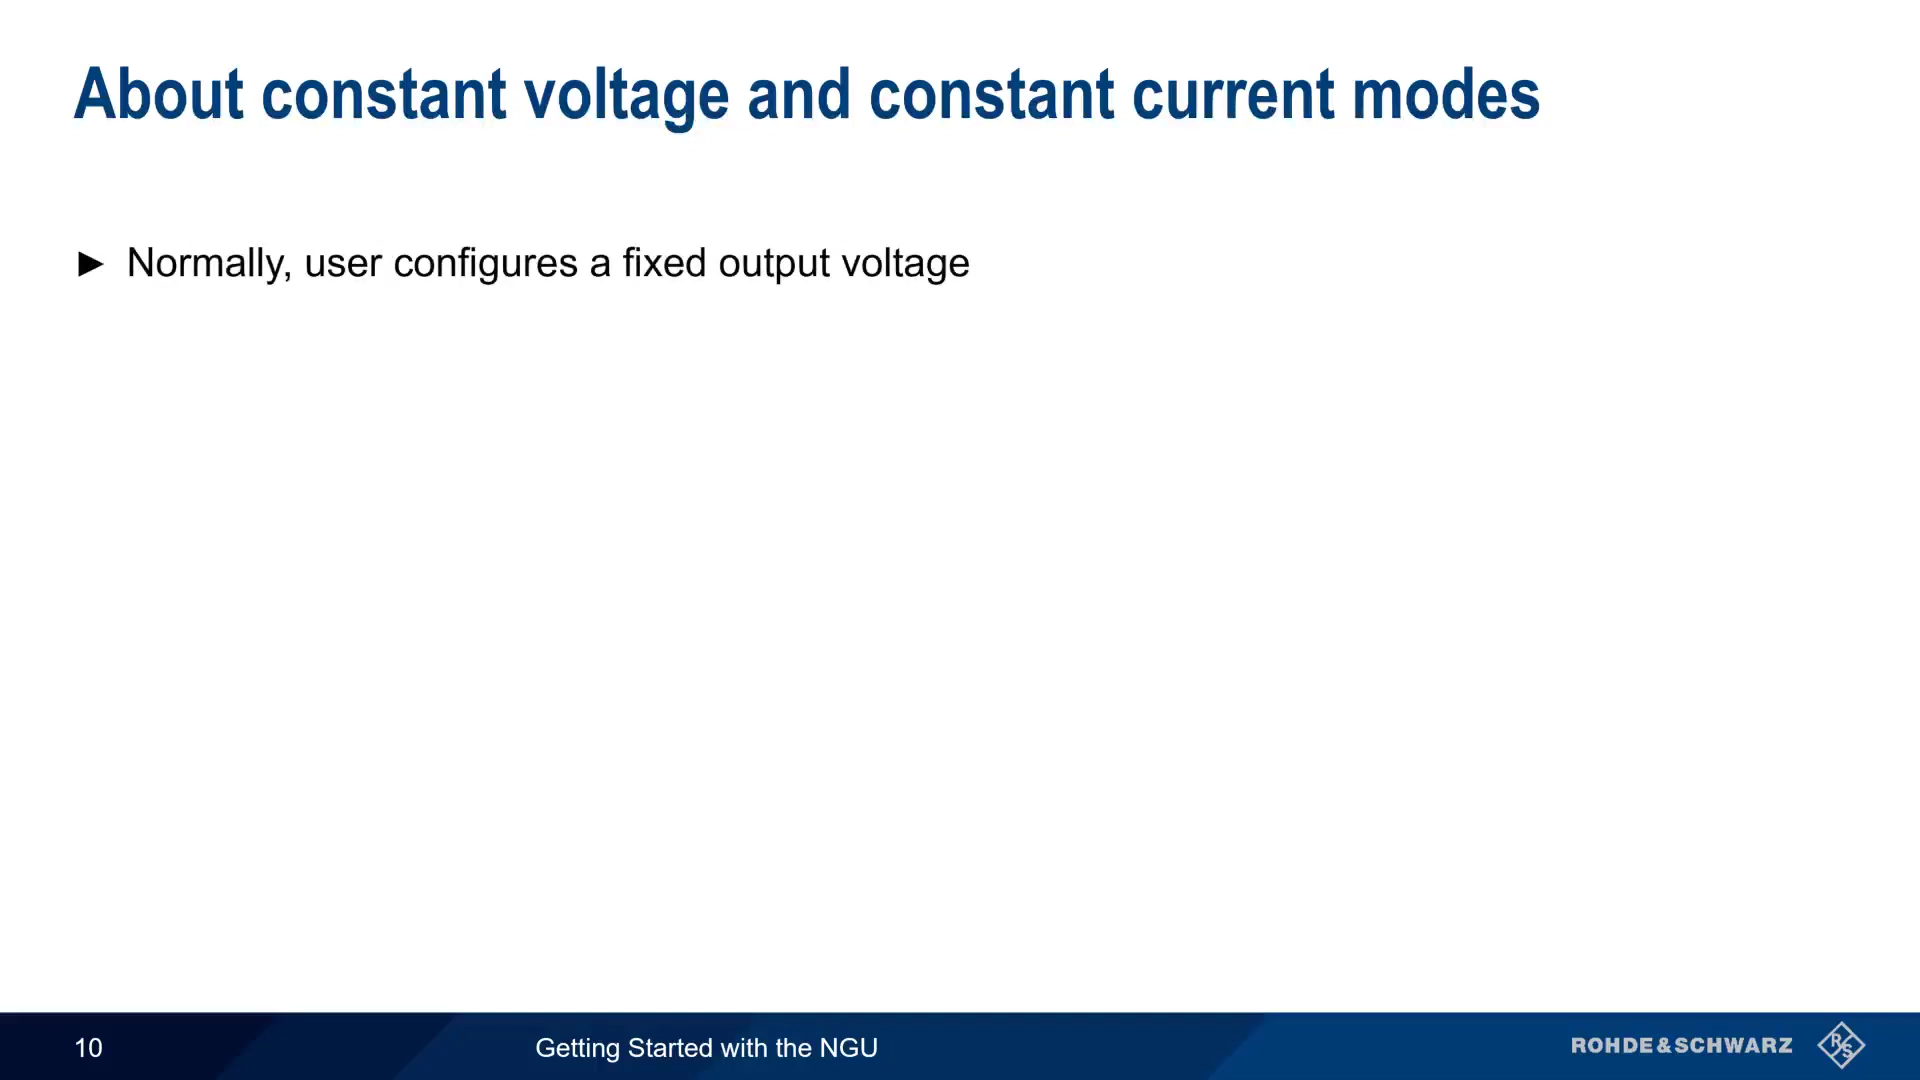 About constant voltage and constant current modes
► Normally, user configures a fixed output voltage
10
Getting Started with the NGU
ROHDE&SCHWARZ
R&S